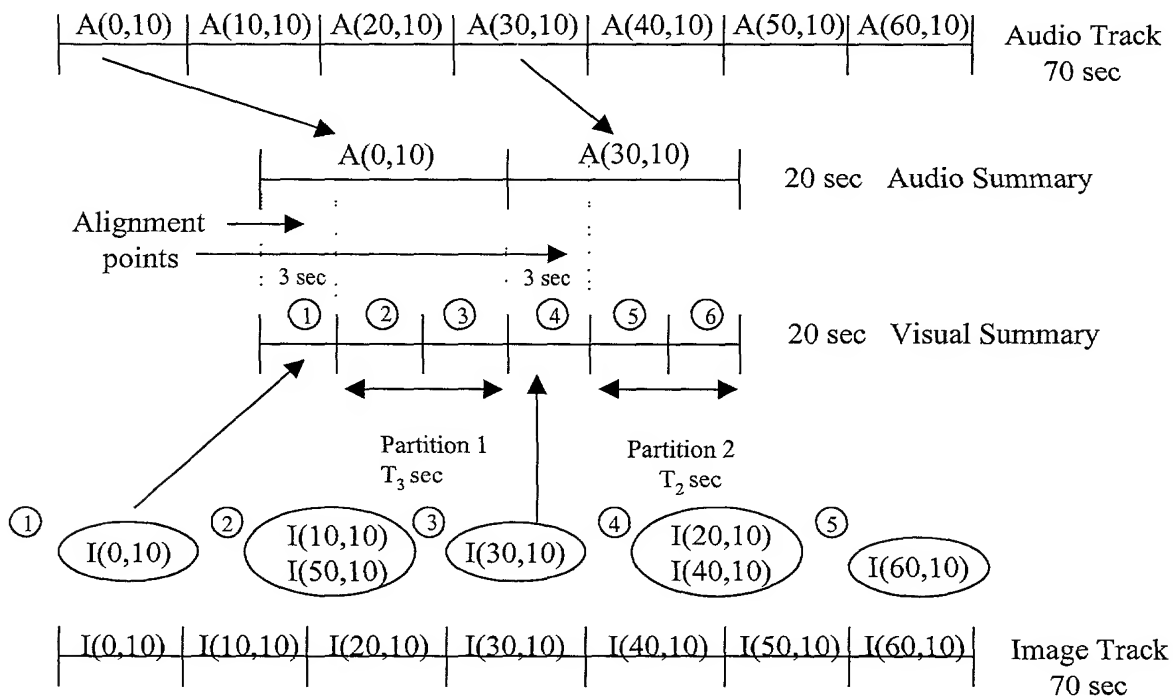 A(0,10) A(10,10) A(20,10) A(30,10) A(40,10) A(50,10) A(60,10)
Audio Track
70 sec
A(0,10) A(30,10)
20 sec Audio Summary
Alignment
points
3 sec 3 sec
1 2 3 4 5 6
20 sec Visual Summary
Partition 1
T3 sec
Partition 2
T2 sec
1 2 3 4 5
I(0,10)
I(10,10)
I(50,10)
I(30,10)
I(20,10)
I(40,10)
I(60,10)
I(0,10) I(10,10) I(20,10) I(30,10) I(40,10) I(50,10) I(60,10)
Image Track
70 sec